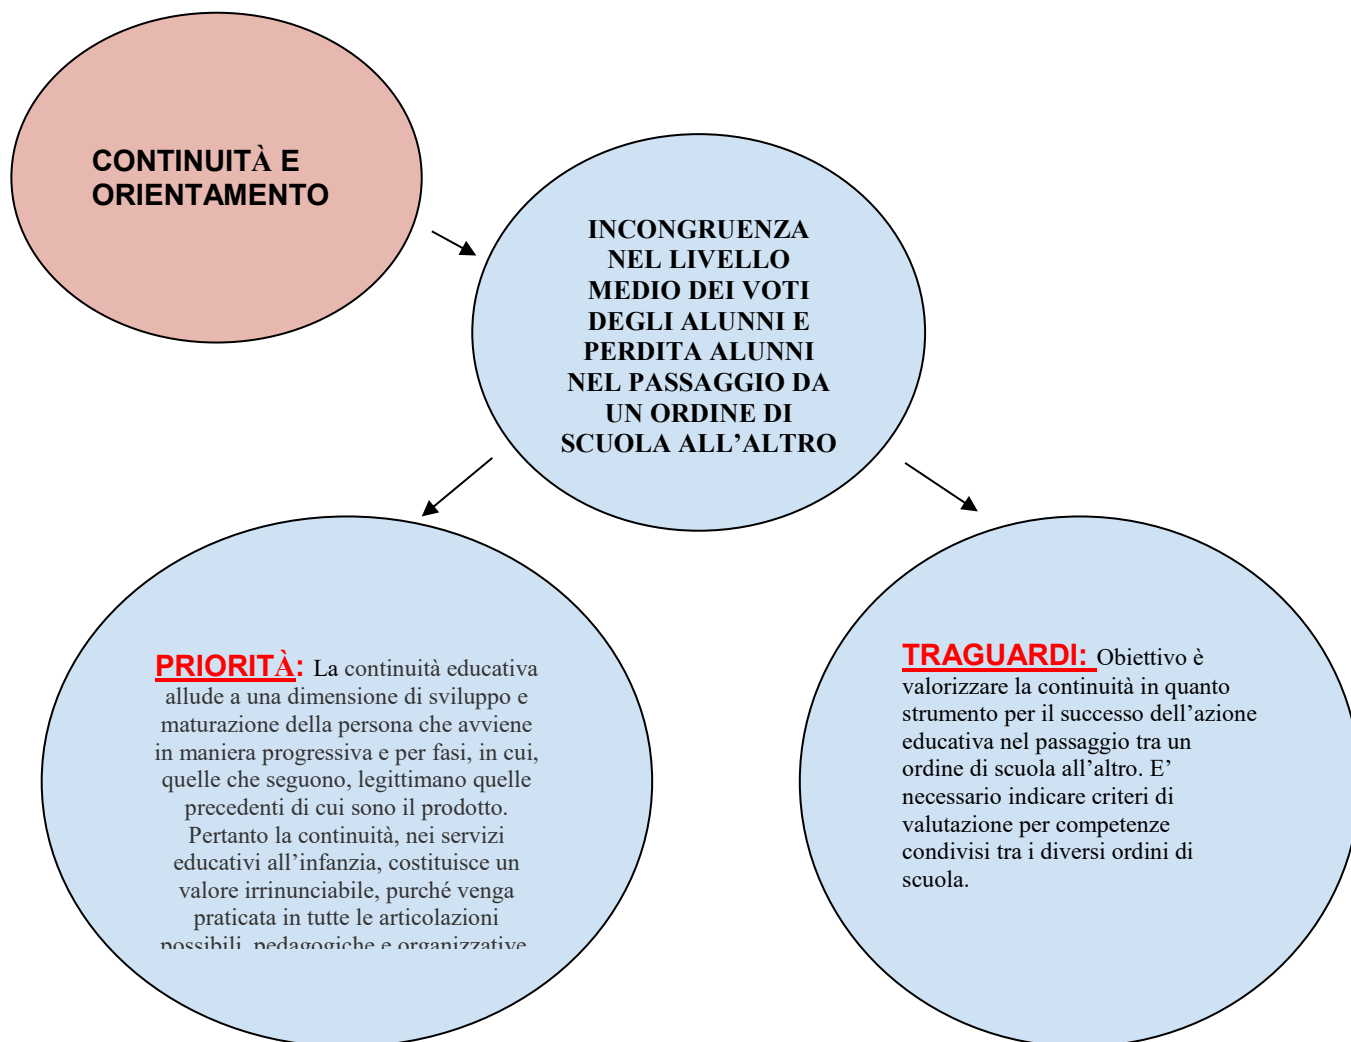 CONTINUITÀ E
ORIENTAMENTO
INCONGRUENZA
NEL LIVELLO
MEDIO DEI VOTI
DEGLI ALUNNI E
PERDITA ALUNNI
NEL PASSAGGIO DA
UN ORDINE DI
SCUOLA ALL’ALTRO
PRIORITÀ: La continuità educativa
allude a una dimensione di sviluppo e
maturazione della persona che avviene
in maniera progressiva e per fasi, in cui,
quelle che seguono, legittimano quelle
precedenti di cui sono il prodotto.
Pertanto la continuità, nei servizi
educativi all’infanzia, costituisce un
valore irrinunciabile, purché venga
praticata in tutte le articolazioni
possibili, pedagogiche e organizzative
TRAGUARDI: Obiettivo è
valorizzare la continuità in quanto
strumento per il successo dell’azione
educativa nel passaggio tra un
ordine di scuola all’altro. E’
necessario indicare criteri di
valutazione per competenze
condivisi tra i diversi ordini di
scuola.